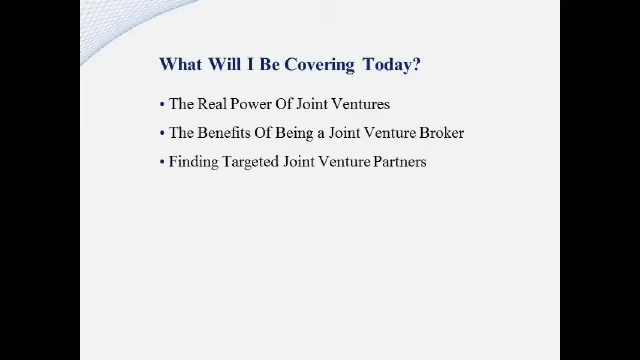 What Will I Be Covering Today?
• The Real Power Of Joint Ventures
• The Benefits Of Being a Joint Venture Broker
• Finding Targeted Joint Venture Partners